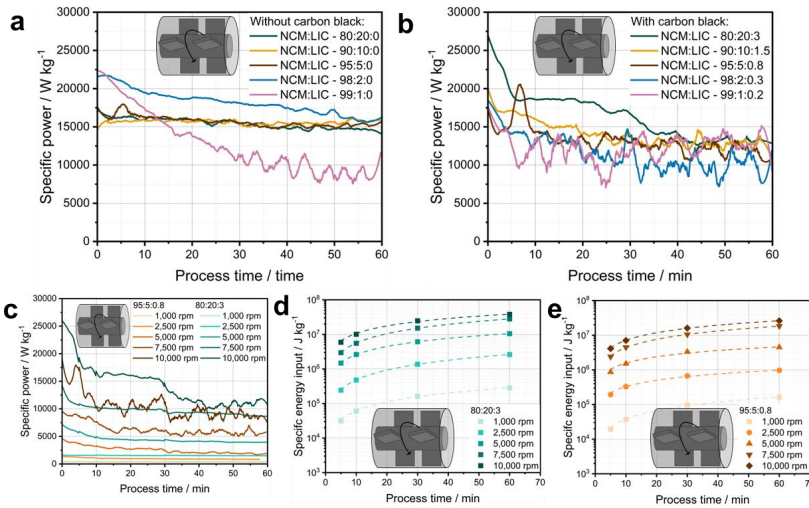 a
Without carbon black:
NCM:LIC - 80:20:0
NCM:LIC - 90:10:0
NCM:LIC - 95:5:0
NCM:LIC - 98:2:0
NCM:LIC - 99:1:0
Specific power / W kg⁻¹
30000
25000
20000
15000
10000
5000
0
0 10 20 30 40 50 60
Process time / time
b
With carbon black:
NCM:LIC - 80:20:3
NCM:LIC - 90:10:1.5
NCM:LIC - 95:5:0.8
NCM:LIC - 98:2:0.3
NCM:LIC - 99:1:0.2
Specific power / W kg⁻¹
30000
25000
20000
15000
10000
5000
0
0 10 20 30 40 50 60
Process time / min
c
95:5:0.8 80:20:3
1,000 rpm 1,000 rpm
2,500 rpm 2,500 rpm
5,000 rpm 5,000 rpm
7,500 rpm 7,500 rpm
10,000 rpm 10,000 rpm
Specific power / W kg⁻¹
30000
25000
20000
15000
10000
5000
0
0 10 20 30 40 50 60
Process time / min
d
Specifc energy input / J kg⁻¹
10⁸
10⁷
10⁶
10⁵
10⁴
10³
80:20:3
1,000 rpm
2,500 rpm
5,000 rpm
7,500 rpm
10,000 rpm
0 10 20 30 40 50 60 70
Process time / min
e
Specifc energy input / J kg⁻¹
10⁸
10⁷
10⁶
10⁵
10⁴
10³
95:5:0.8
1,000 rpm
2,500 rpm
5,000 rpm
7,500 rpm
10,000 rpm
0 10 20 30 40 50 60 70
Process time / min